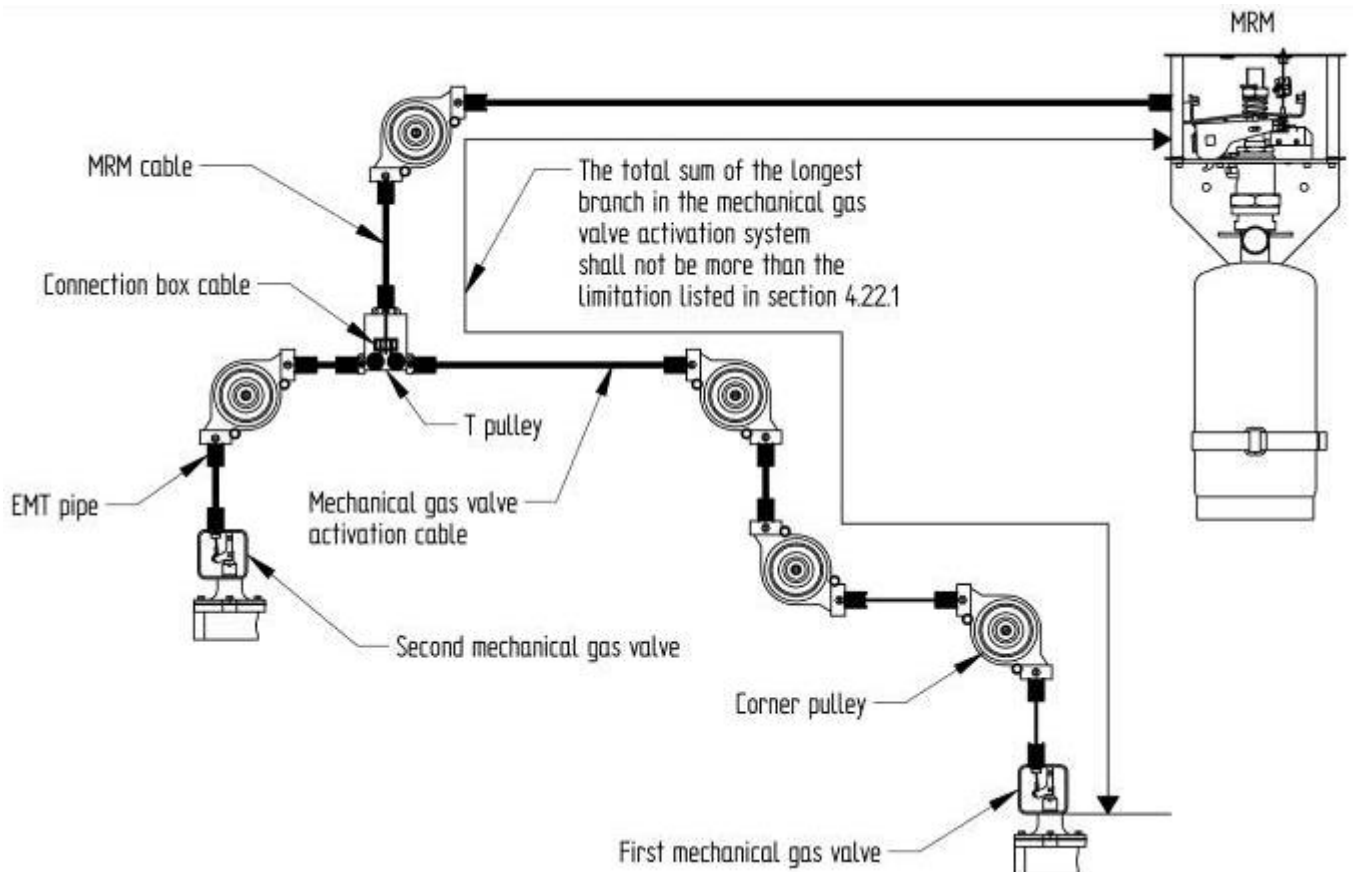 MRM
MRM cable
The total sum of the longest
branch in the mechanical gas
valve activation system
shall not be more than the
limitation listed in section 4.22.1
Connection box cable
T pulley
EMT pipe
Mechanical gas valve
activation cable
Second mechanical gas valve
Corner pulley
First mechanical gas valve